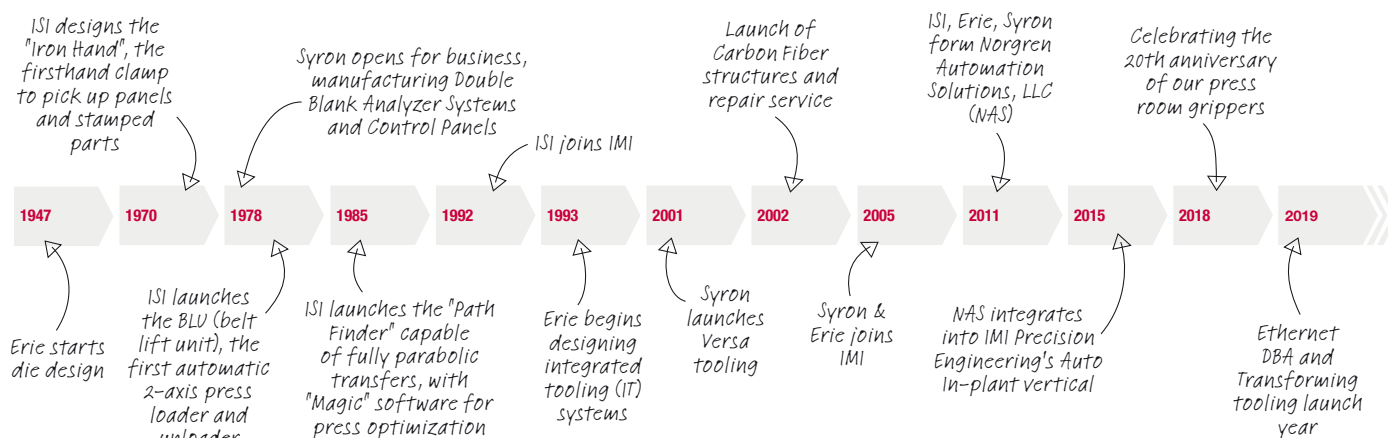 ISI designs the
"Iron Hand", the
firsthand clamp
to pick up panels
and stamped
parts
Syron opens for business,
manufacturing Double
Blank Analyzer Systems
and Control Panels
ISI joins IMI
Launch of
Carbon Fiber
structures and
repair service
ISI, Erie, Syron
form Norgren
Automation
Solutions, LLC
(NAS)
Celebrating the
20th anniversary
of our press
room grippers
1947
1970
1978
1985
1992
1993
2001
2002
2005
2011
2015
2018
2019
Erie starts
die design
ISI launches
the BLU (belt
lift unit), the
first automatic
2-axis press
loader and
unloader
ISI launches the "Path
Finder" capable
of fully parabolic
transfers, with
"Magic" software for
press optimization
Erie begins
designing
integrated
tooling (IT)
systems
Syron
launches
Versa
tooling
Syron &
Erie joins
IMI
NAS integrates
into IMI Precision
Engineering's Auto
In-plant vertical
Ethernet
DBA and
Transforming
tooling launch
year